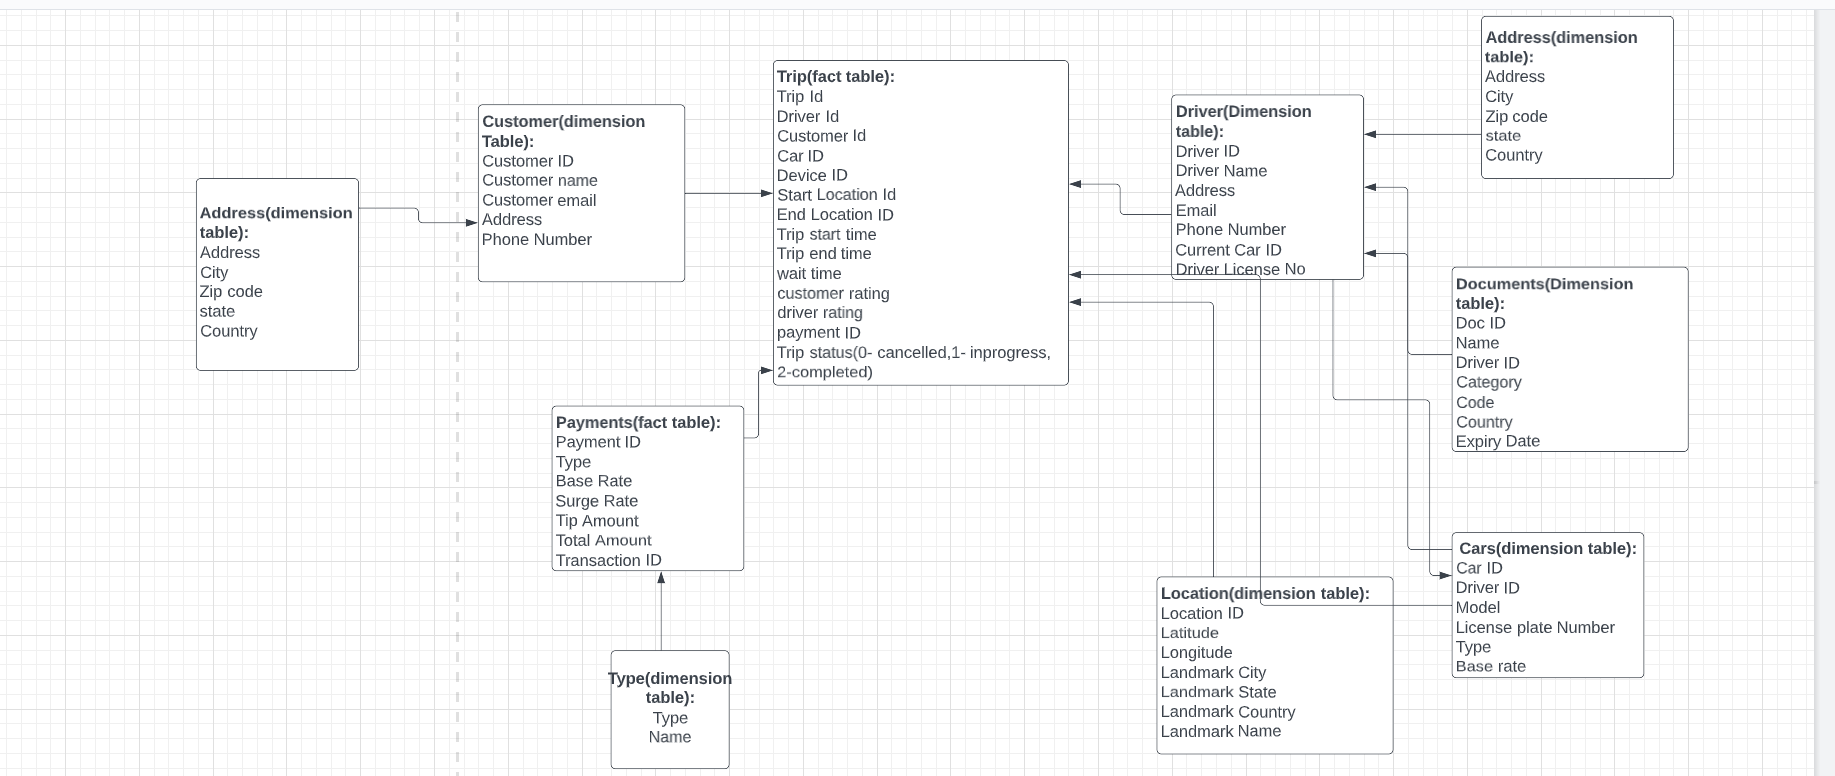 Address(dimension
table):
Address
City
Zip code
state
Country
Customer(dimension
Table):
Customer ID
Customer name
Customer email
Address
Phone Number
Trip(fact table):
Trip Id
Driver Id
Customer Id
Car ID
Device ID
Start Location Id
End Location ID
Trip start time
Trip end time
wait time
customer rating
driver rating
payment ID
Trip status(0- cancelled,1- inprogress,
2-completed)
Driver(Dimension
table):
Driver ID
Driver Name
Address
Email
Phone Number
Current Car ID
Driver License No
Address(dimension
table):
Address
City
Zip code
state
Country
Documents(Dimension
table):
Doc ID
Name
Driver ID
Category
Code
Country
Expiry Date
Payments(fact table):
Payment ID
Type
Base Rate
Surge Rate
Tip Amount
Total Amount
Transaction ID
Type(dimension
table):
Type
Name
Location(dimension table):
Location ID
Latitude
Longitude
Landmark City
Landmark State
Landmark Country
Landmark Name
Cars(dimension table):
Car ID
Driver ID
Model
License plate Number
Type
Base rate